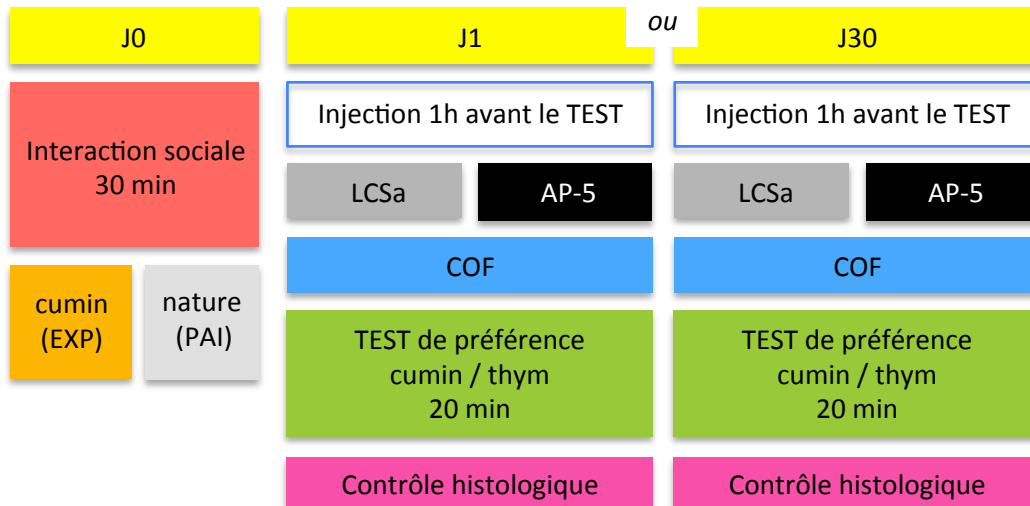 J0
J1
ou
J30
Interaction sociale
30 min
cumin
(EXP)
nature
(PAI)
Injection 1h avant le TEST
LCSa
AP-5
COF
TEST de préférence
cumin / thym
20 min
Contrôle histologique
Injection 1h avant le TEST
LCSa
AP-5
COF
TEST de préférence
cumin / thym
20 min
Contrôle histologique